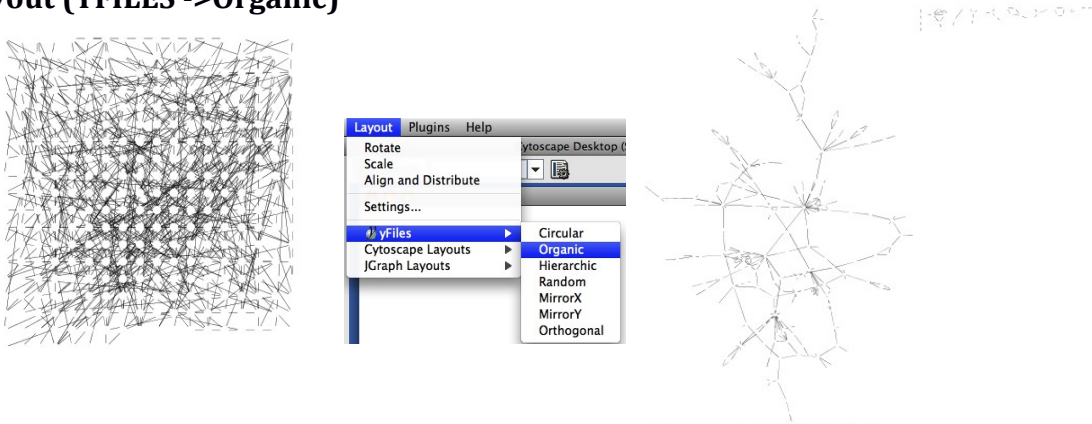 out (YFILES ->Organic)
Layout Plugins Help
Rotate
Scale
Align and Distribute
Settings...
yFiles
Cytoscape Layouts
JGraph Layouts
ytoscape Desktop (
Circular
Organic
Hierarchic
Random
MirrorX
MirrorY
Orthogonal